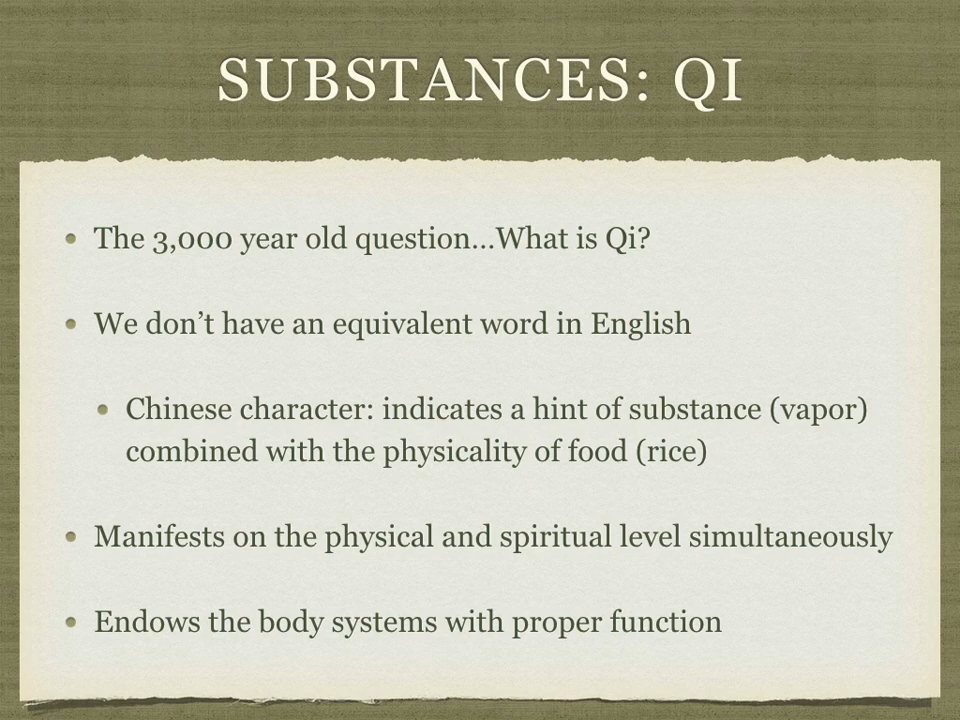 SUBSTANCES: QI
• The 3,000 year old question...What is Qi?
• We don’t have an equivalent word in English
• Chinese character: indicates a hint of substance (vapor)
combined with the physicality of food (rice)
• Manifests on the physical and spiritual level simultaneously
• Endows the body systems with proper function